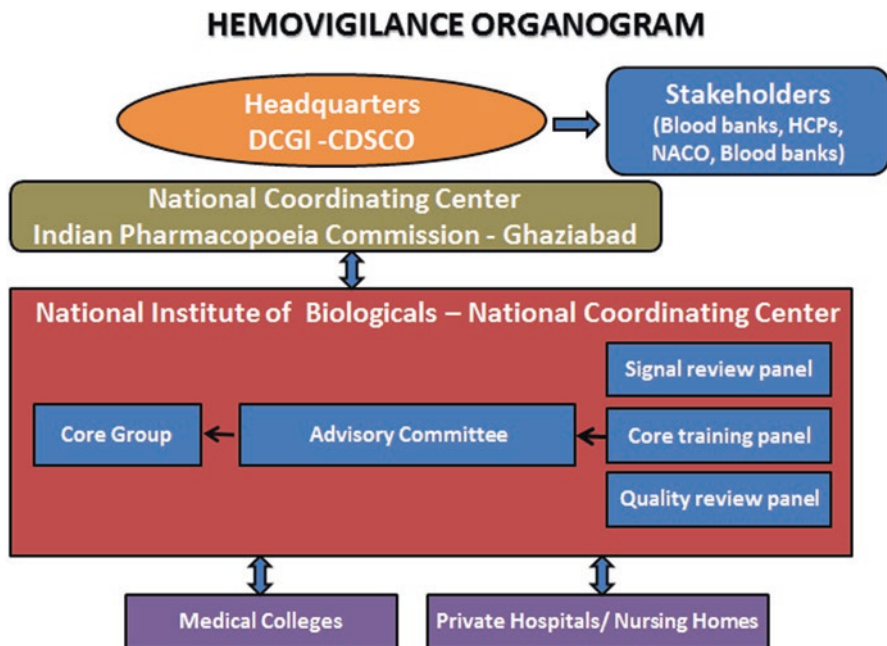 HEMOVIGILANCE ORGANOGRAM
Headquarters
DCGI -CDSCO
Stakeholders
(Blood banks, HCPs,
NACO, Blood banks)
National Coordinating Center
Indian Pharmacopoeia Commission - Ghaziabad
National Institute of Biologicals – National Coordinating Center
Signal review panel
Core Group
Advisory Committee
Core training panel
Quality review panel
Medical Colleges
Private Hospitals/ Nursing Homes